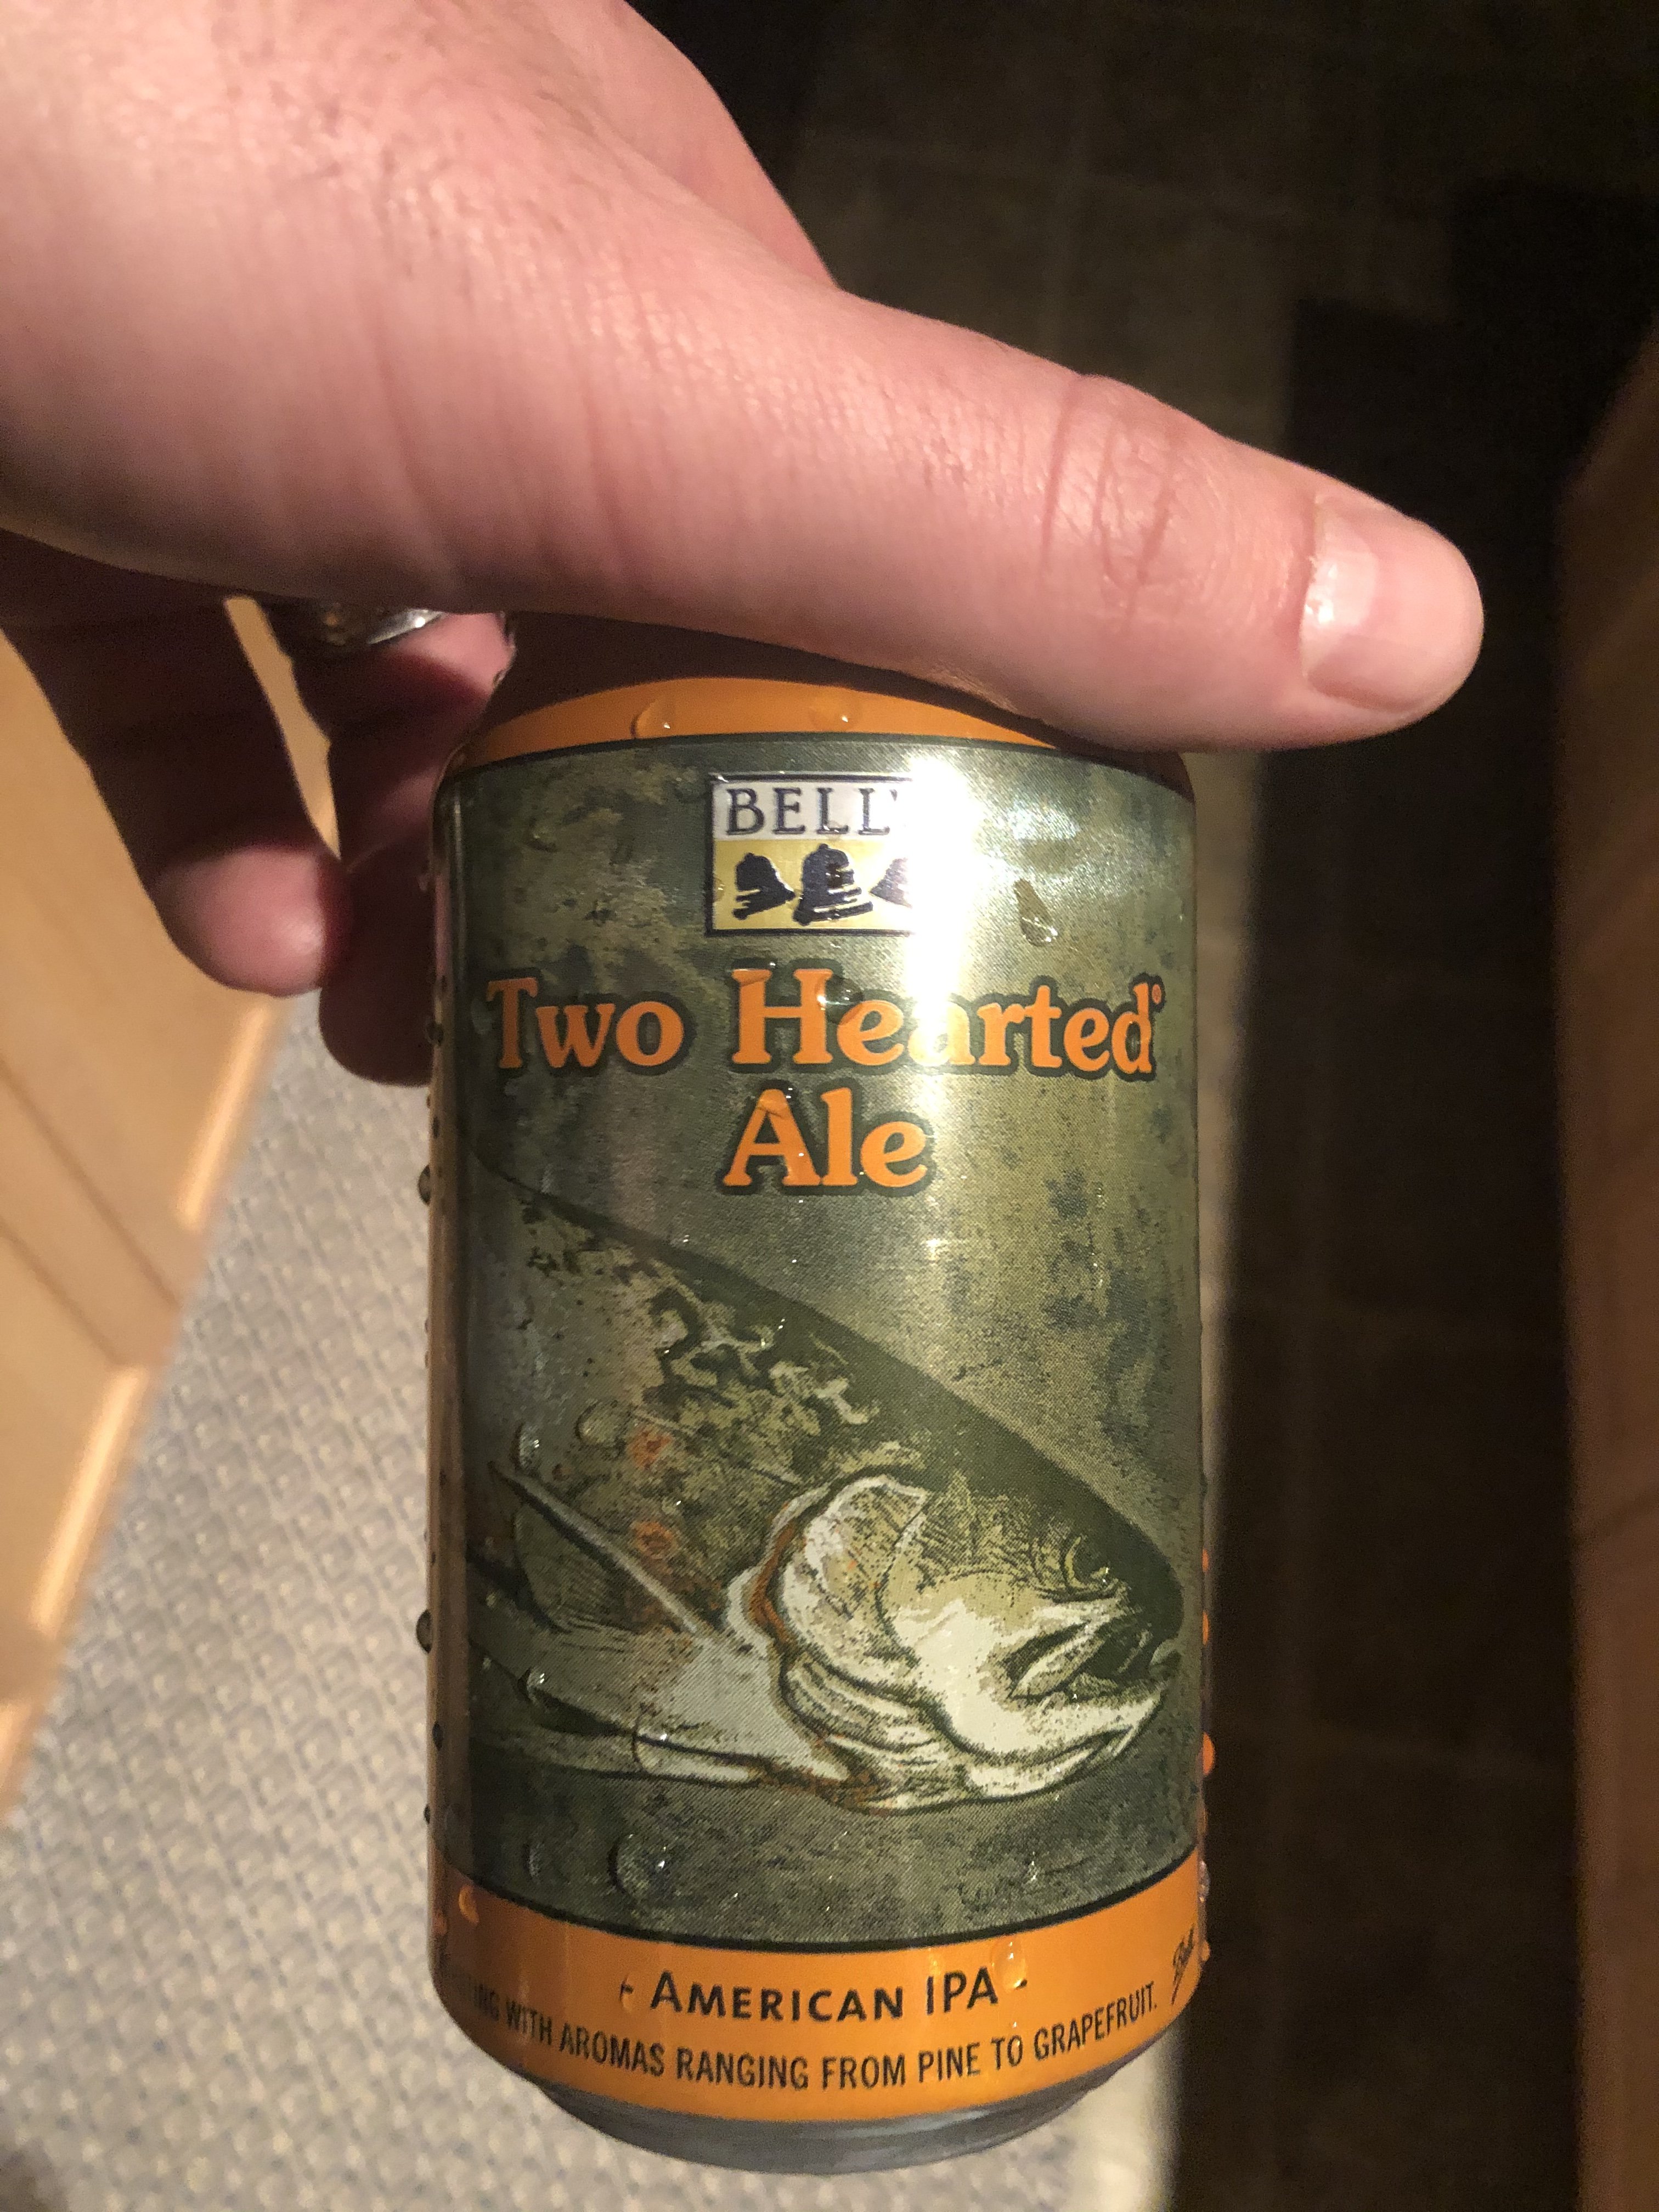 BELL'
Two Hearted®
Ale
- AMERICAN IPA -
WITH AROMAS RANGING FROM PINE TO GRAPEFRUIT.